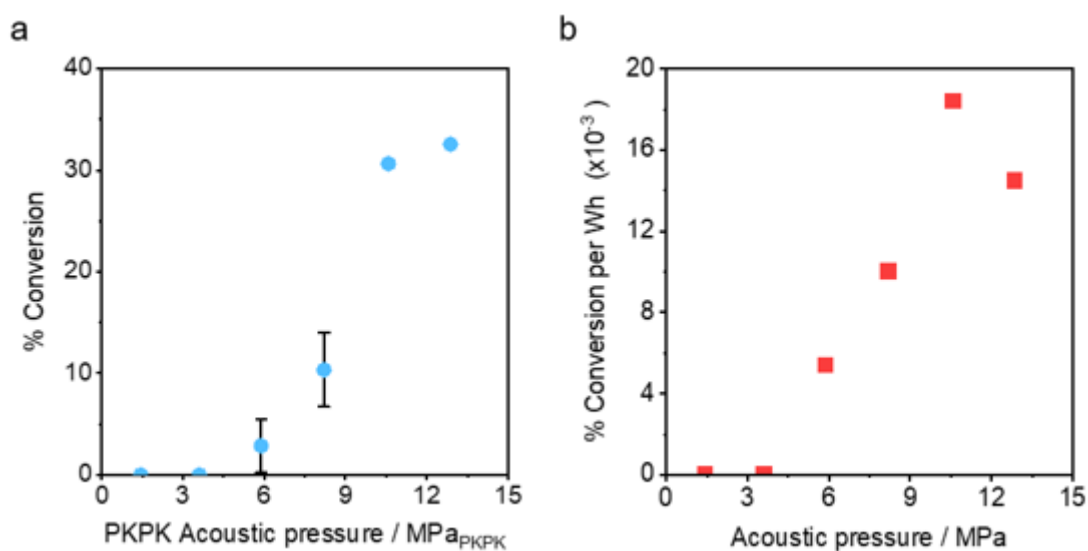 a
40
30
20
10
0
% Conversion
0 3 6 9 12 15
PKPK Acoustic pressure / MPaPKPK
b
20
16
12
8
4
0
% Conversion per Wh (x10⁻³ )
0 3 6 9 12 15
Acoustic pressure / MPa